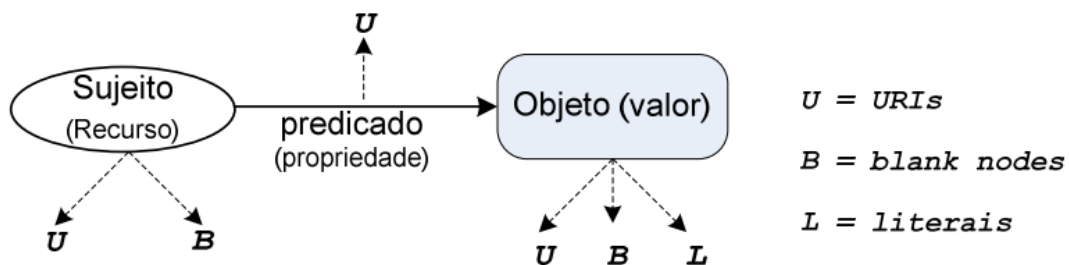 U
Sujeito
(Recurso)
predicado
(propriedade)
Objeto (valor)
U
B
U
B
L
U = URIs
B = blank nodes
L = literais